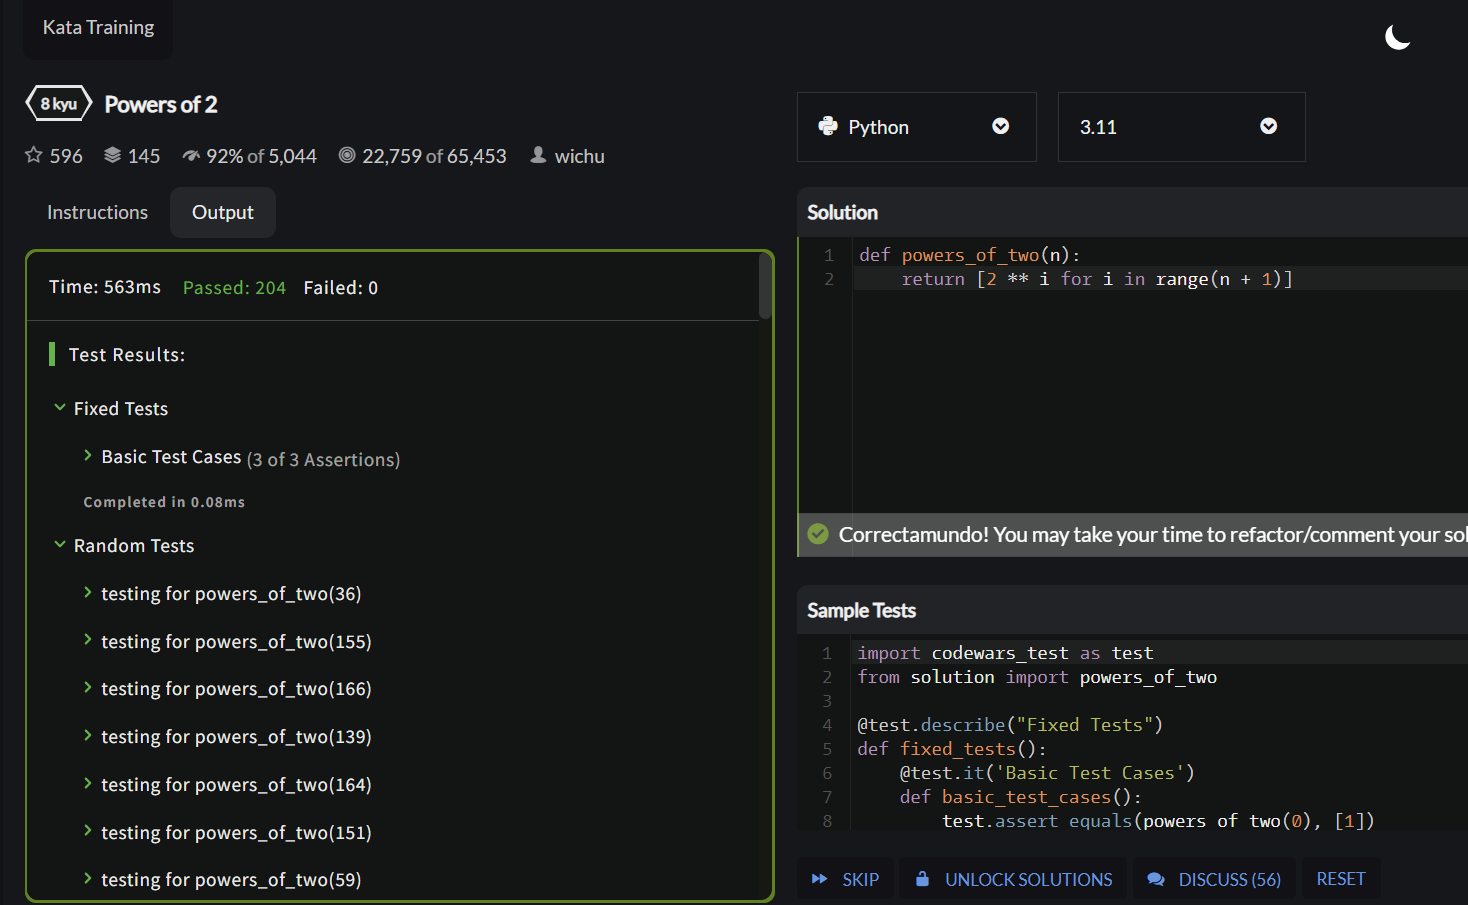 Kata Training
8 kyu Powers of 2
596 145 92% of 5,044 22,759 of 65,453 wichu
Instructions Output
Time: 563ms Passed: 204 Failed: 0
Test Results:
Fixed Tests
Basic Test Cases (3 of 3 Assertions)
Completed in 0.08ms
Random Tests
testing for powers_of_two(36)
testing for powers_of_two(155)
testing for powers_of_two(166)
testing for powers_of_two(139)
testing for powers_of_two(164)
testing for powers_of_two(151)
testing for powers_of_two(59)
Python 3.11
Solution
1 def powers_of_two(n):
2 return [2 ** i for i in range(n + 1)]
Correctamundo! You may take your time to refactor/comment your sol
Sample Tests
1 import codewars_test as test
2 from solution import powers_of_two
3
4 @test.describe("Fixed Tests")
5 def fixed_tests():
6 @test.it('Basic Test Cases')
7 def basic_test_cases():
8 test.assert_equals(powers_of_two(0), [1])
SKIP UNLOCK SOLUTIONS DISCUSS (56) RESET